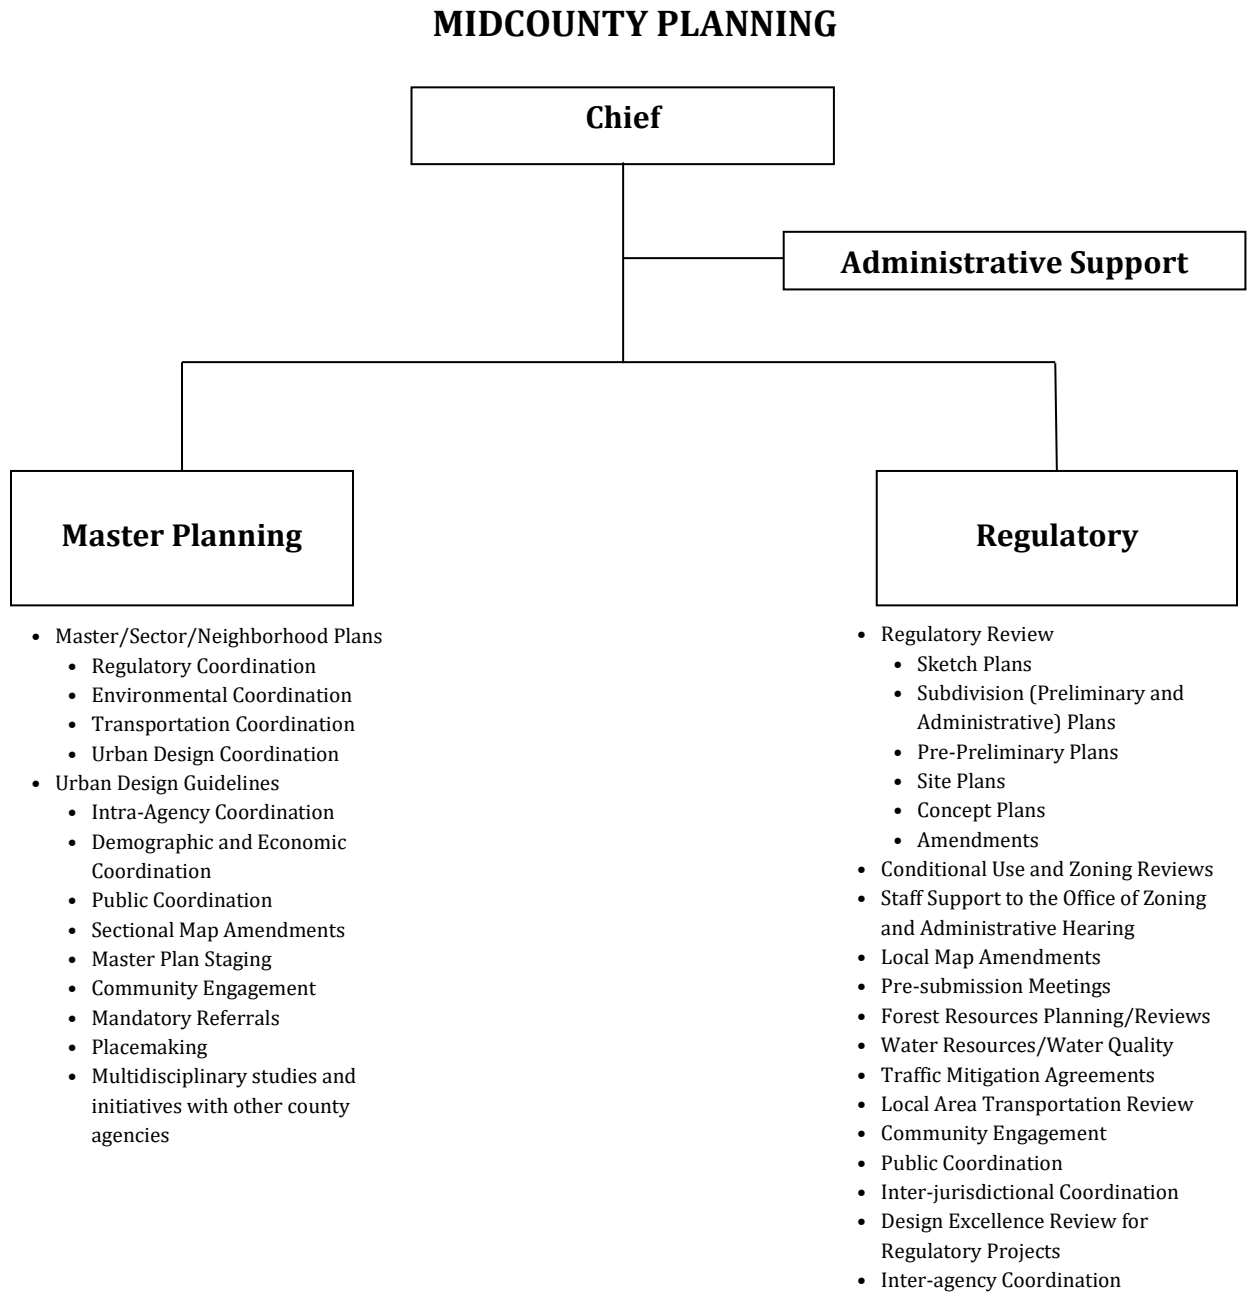 MIDCOUNTY PLANNING
Chief
Administrative Support
Master Planning
• Master/Sector/Neighborhood Plans
• Regulatory Coordination
• Environmental Coordination
• Transportation Coordination
• Urban Design Coordination
• Urban Design Guidelines
• Intra-Agency Coordination
• Demographic and Economic
Coordination
• Public Coordination
• Sectional Map Amendments
• Master Plan Staging
• Community Engagement
• Mandatory Referrals
• Placemaking
• Multidisciplinary studies and
initiatives with other county
agencies
Regulatory
• Regulatory Review
• Sketch Plans
• Subdivision (Preliminary and
Administrative) Plans
• Pre-Preliminary Plans
• Site Plans
• Concept Plans
• Amendments
• Conditional Use and Zoning Reviews
• Staff Support to the Office of Zoning
and Administrative Hearing
• Local Map Amendments
• Pre-submission Meetings
• Forest Resources Planning/Reviews
• Water Resources/Water Quality
• Traffic Mitigation Agreements
• Local Area Transportation Review
• Community Engagement
• Public Coordination
• Inter-jurisdictional Coordination
• Design Excellence Review for
Regulatory Projects
• Inter-agency Coordination